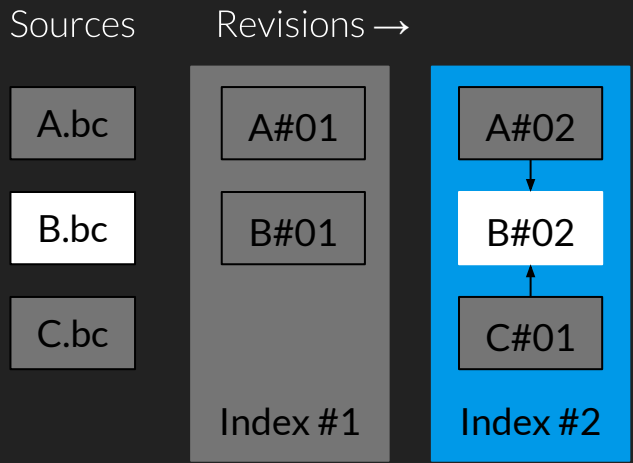 Sources Revisions →
A.bc A#01 A#02
B.bc B#01 B#02
C.bc C#01
Index #1 Index #2